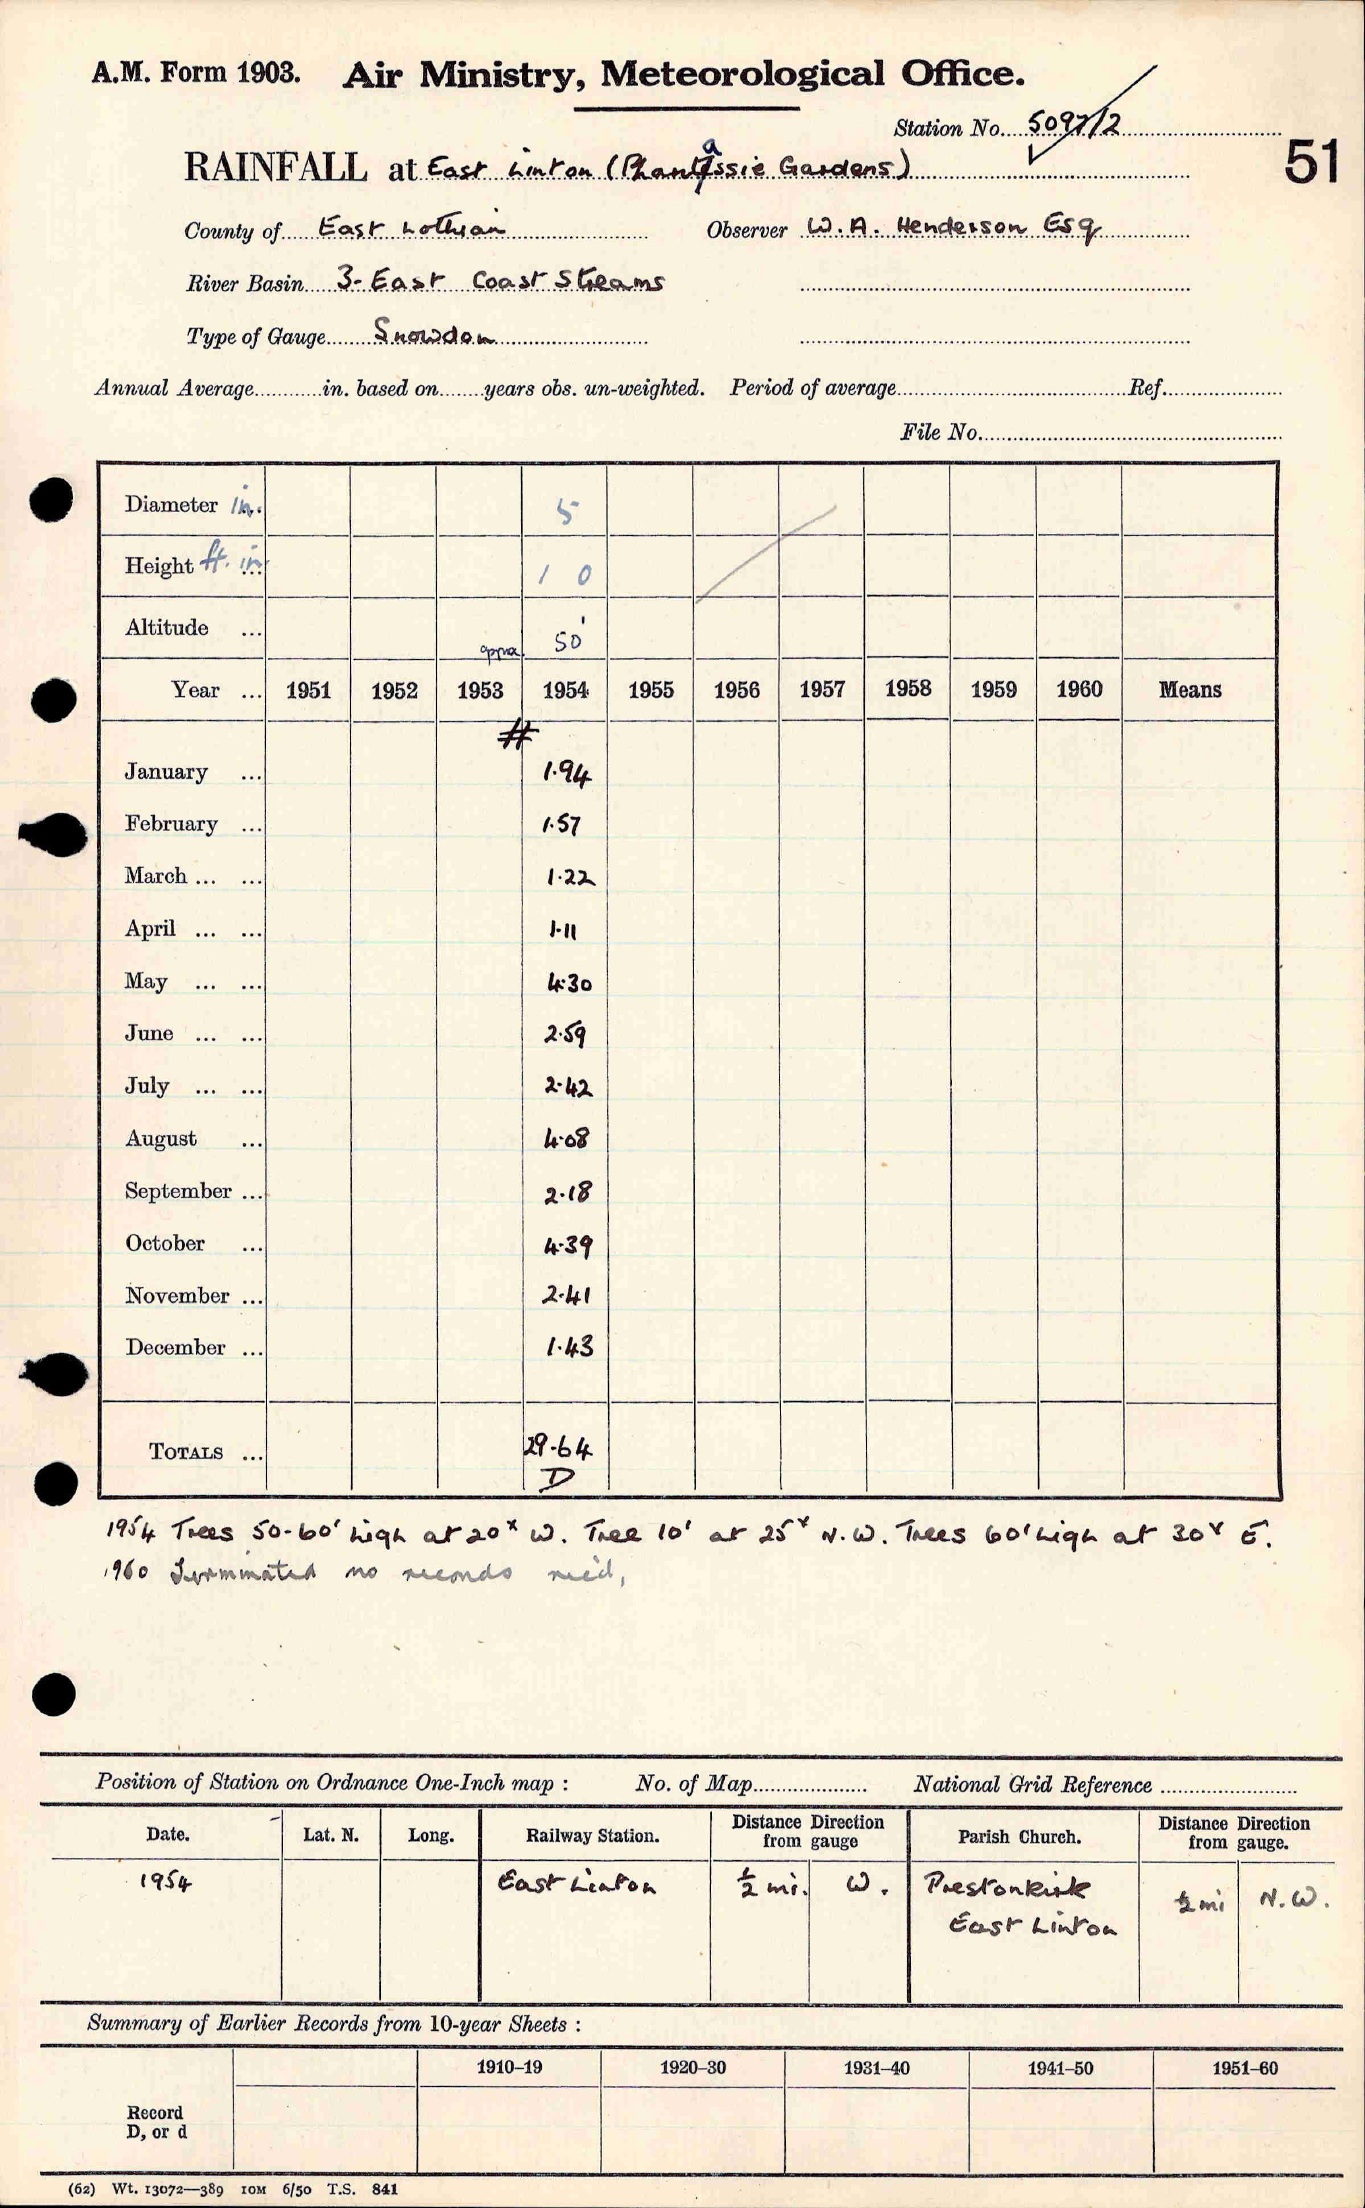 A.M. Form 1903. Air Ministry, Meteorological Office.
Station No. 5097/2
51
RAINFALL at East Linton (Phantassie Gardens)
County of East Lothian Observer W. A. Henderson Esq
River Basin 3- East Coast Streams
Type of Gauge Snowdon
Annual Average............in. based on........years obs. un-weighted. Period of average............Ref............
File No............
Diameter in. 5
Height ft. in 1 0
Altitude ... approx. 50'
Year ... 1951 1952 1953 1954 1955 1956 1957 1958 1959 1960 Means
#
January ... 1.94
February ... 1.57
March ... ... 1.22
April ... ... 1.11
May ... ... 4.30
June ... ... 2.59
July ... ... 2.42
August ... 4.08
September ... 2.18
October ... 4.39
November ... 2.41
December ... 1.43
TOTALS ... 29.64
D
1954 Trees 50-60' high at 20x W. Tree 10' at 25x N.W. Trees 60' high at 30x E.
1960 Terminated no records rec'd,
Position of Station on Ordnance One-Inch map : No. of Map............ National Grid Reference ............
Date. Lat. N. Long. Railway Station. Distance Direction from gauge Parish Church. Distance Direction from gauge.
1954 East Linton ½ mi. W. Prestonkirk ½ mi N.W.
East Linton
Summary of Earlier Records from 10-year Sheets :
1910–19 1920–30 1931–40 1941–50 1951–60
Record
D, or d
(62) Wt. 13072—389 10M 6/50 T.S. 841